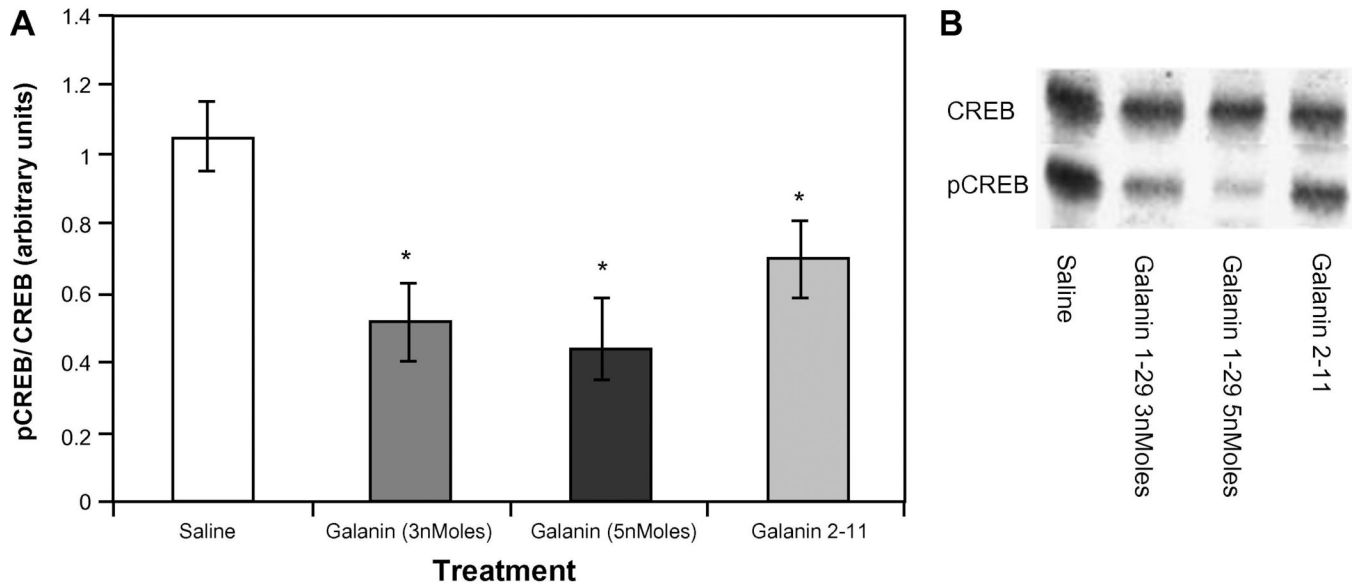 A
pCREB/ CREB (arbitrary units)
1.4
1.2
1
0.8
0.6
0.4
0.2
0
*
*
*
Saline
Galanin (3nMoles)
Galanin (5nMoles)
Galanin 2-11
Treatment
B
CREB
pCREB
Saline
Galanin 1-29 3nMoles
Galanin 1-29 5nMoles
Galanin 2-11